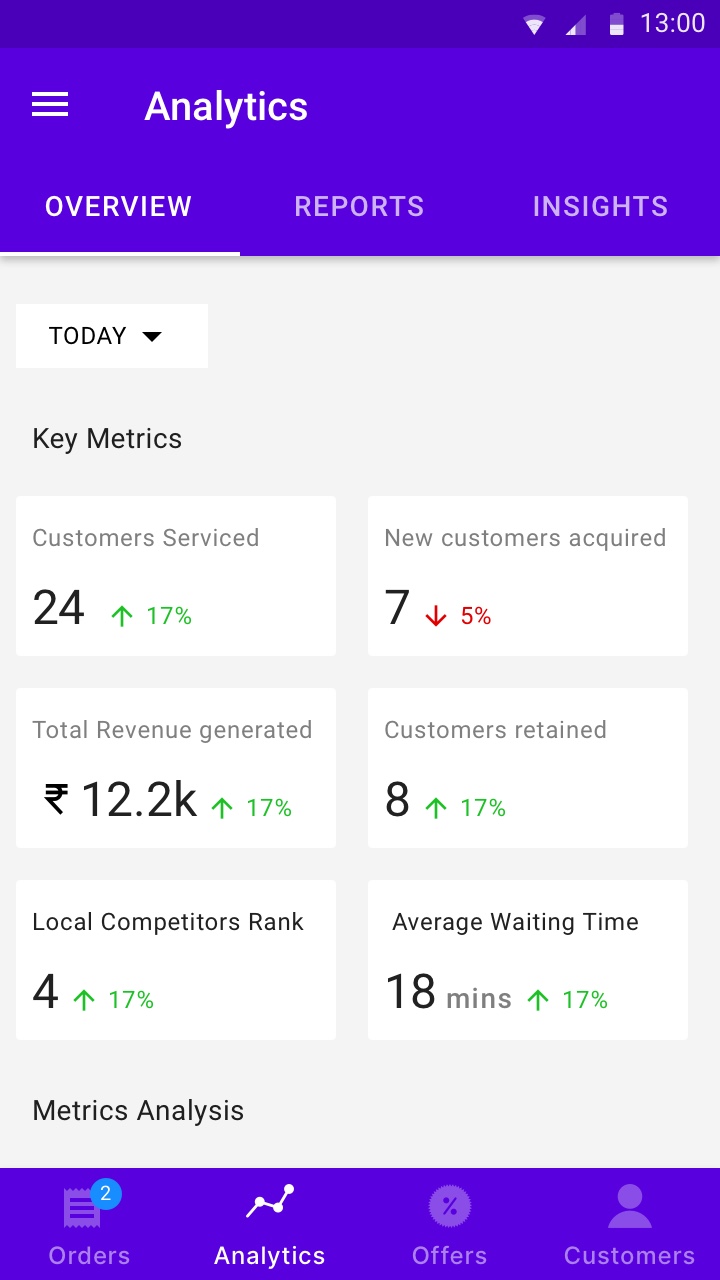 13:00
Analytics
OVERVIEW REPORTS INSIGHTS
TODAY
Key Metrics
Customers Serviced
24 ↑ 17%
New customers acquired
7 ↓ 5%
Total Revenue generated
₹ 12.2k ↑ 17%
Customers retained
8 ↑ 17%
Local Competitors Rank
4 ↑ 17%
Average Waiting Time
18 mins ↑ 17%
Metrics Analysis
2
%
Orders Analytics Offers Customers